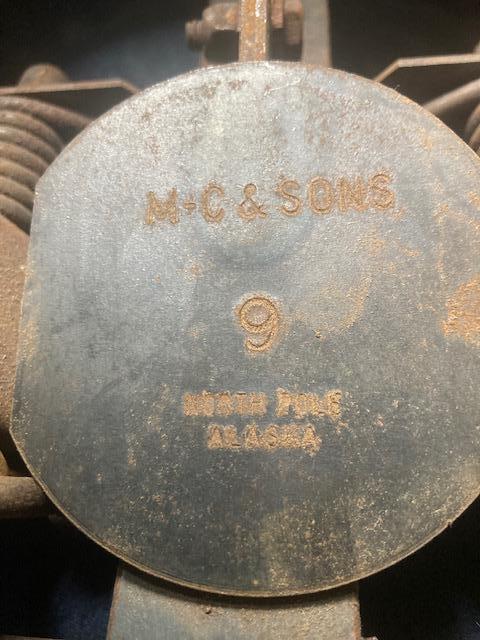 M·C & SONS
9
NORTH POLE
ALASKA